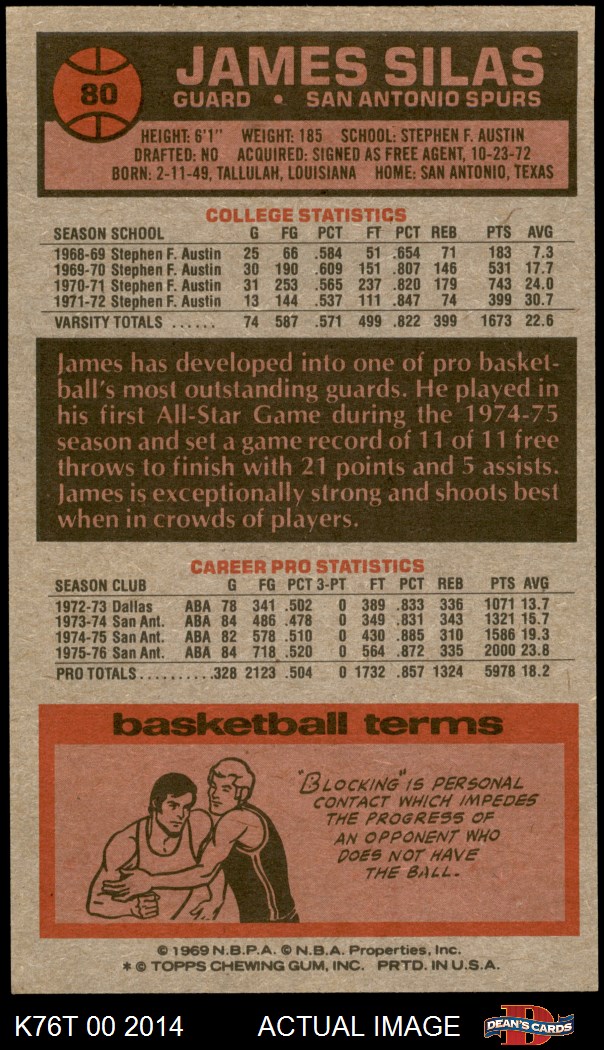 80
JAMES SILAS
GUARD • SAN ANTONIO SPURS
HEIGHT: 6'1" WEIGHT: 185 SCHOOL: STEPHEN F. AUSTIN
DRAFTED: NO ACQUIRED: SIGNED AS FREE AGENT, 10-23-72
BORN: 2-11-49, TALLULAH, LOUISIANA HOME: SAN ANTONIO, TEXAS
COLLEGE STATISTICS
SEASON SCHOOL G FG PCT FT PCT REB PTS AVG
1968-69 Stephen F. Austin 25 66 .584 51 .654 71 183 7.3
1969-70 Stephen F. Austin 30 190 .609 151 .807 146 531 17.7
1970-71 Stephen F. Austin 31 253 .565 237 .820 179 743 24.0
1971-72 Stephen F. Austin 13 144 .537 111 .847 74 399 30.7
VARSITY TOTALS ...... 74 587 .571 499 .822 399 1673 22.6
James has developed into one of pro basket-
ball's most outstanding guards. He played in
his first All-Star Game during the 1974-75
season and set a game record of 11 of 11 free
throws to finish with 21 points and 5 assists.
James is exceptionally strong and shoots best
when in crowds of players.
CAREER PRO STATISTICS
SEASON CLUB G FG PCT 3-PT FT PCT REB PTS AVG
1972-73 Dallas ABA 78 341 .502 0 389 .833 336 1071 13.7
1973-74 San Ant. ABA 84 486 .478 0 349 .831 343 1321 15.7
1974-75 San Ant. ABA 82 578 .510 0 430 .885 310 1586 19.3
1975-76 San Ant. ABA 84 718 .520 0 564 .872 335 2000 23.8
PRO TOTALS..........328 2123 .504 0 1732 .857 1324 5978 18.2
basketball terms
"BLOCKING" IS PERSONAL
CONTACT WHICH IMPEDES
THE PROGRESS OF
AN OPPONENT WHO
DOES NOT HAVE
THE BALL.
© 1969 N.B.P.A. © N.B.A. Properties, Inc.
* © TOPPS CHEWING GUM, INC. PRTD. IN U.S.A.
K76T 00 2014 ACTUAL IMAGE
D
DEAN'S CARDS